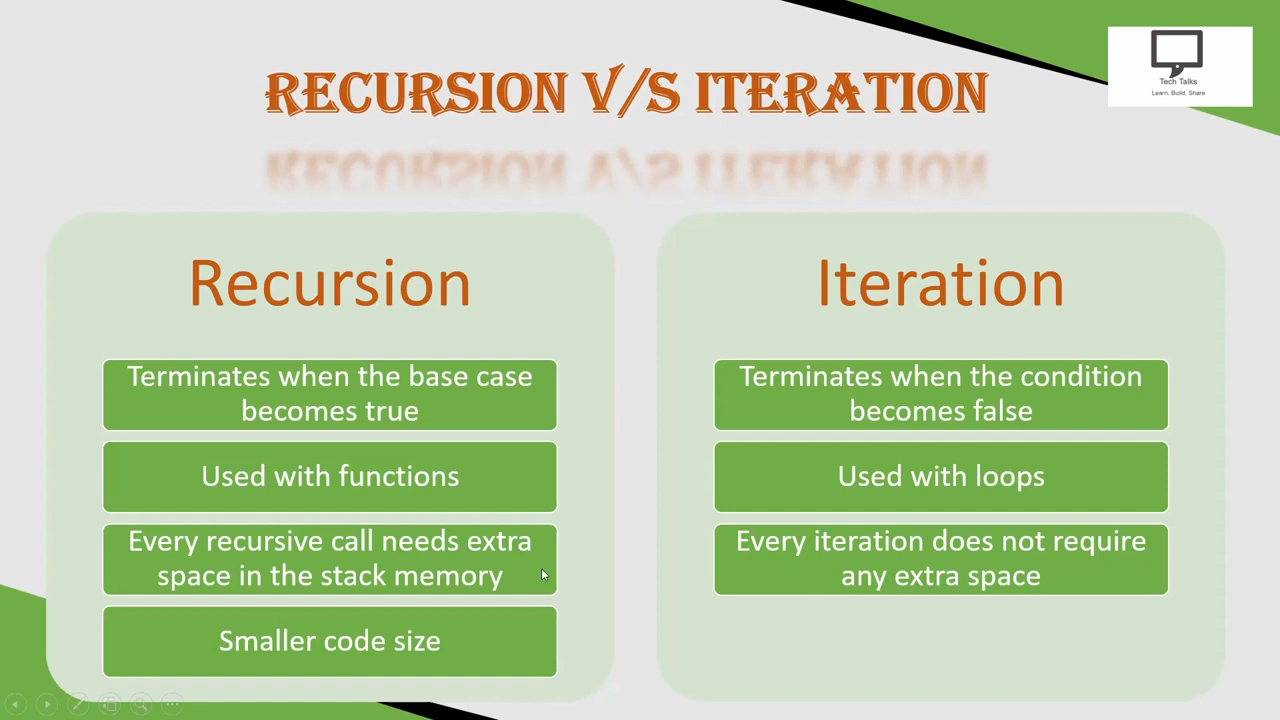 RECURSION V/S ITERATION
Tech Talks
Learn, Build, Share
Recursion
Terminates when the base case
becomes true
Used with functions
Every recursive call needs extra
space in the stack memory
Smaller code size
Iteration
Terminates when the condition
becomes false
Used with loops
Every iteration does not require
any extra space